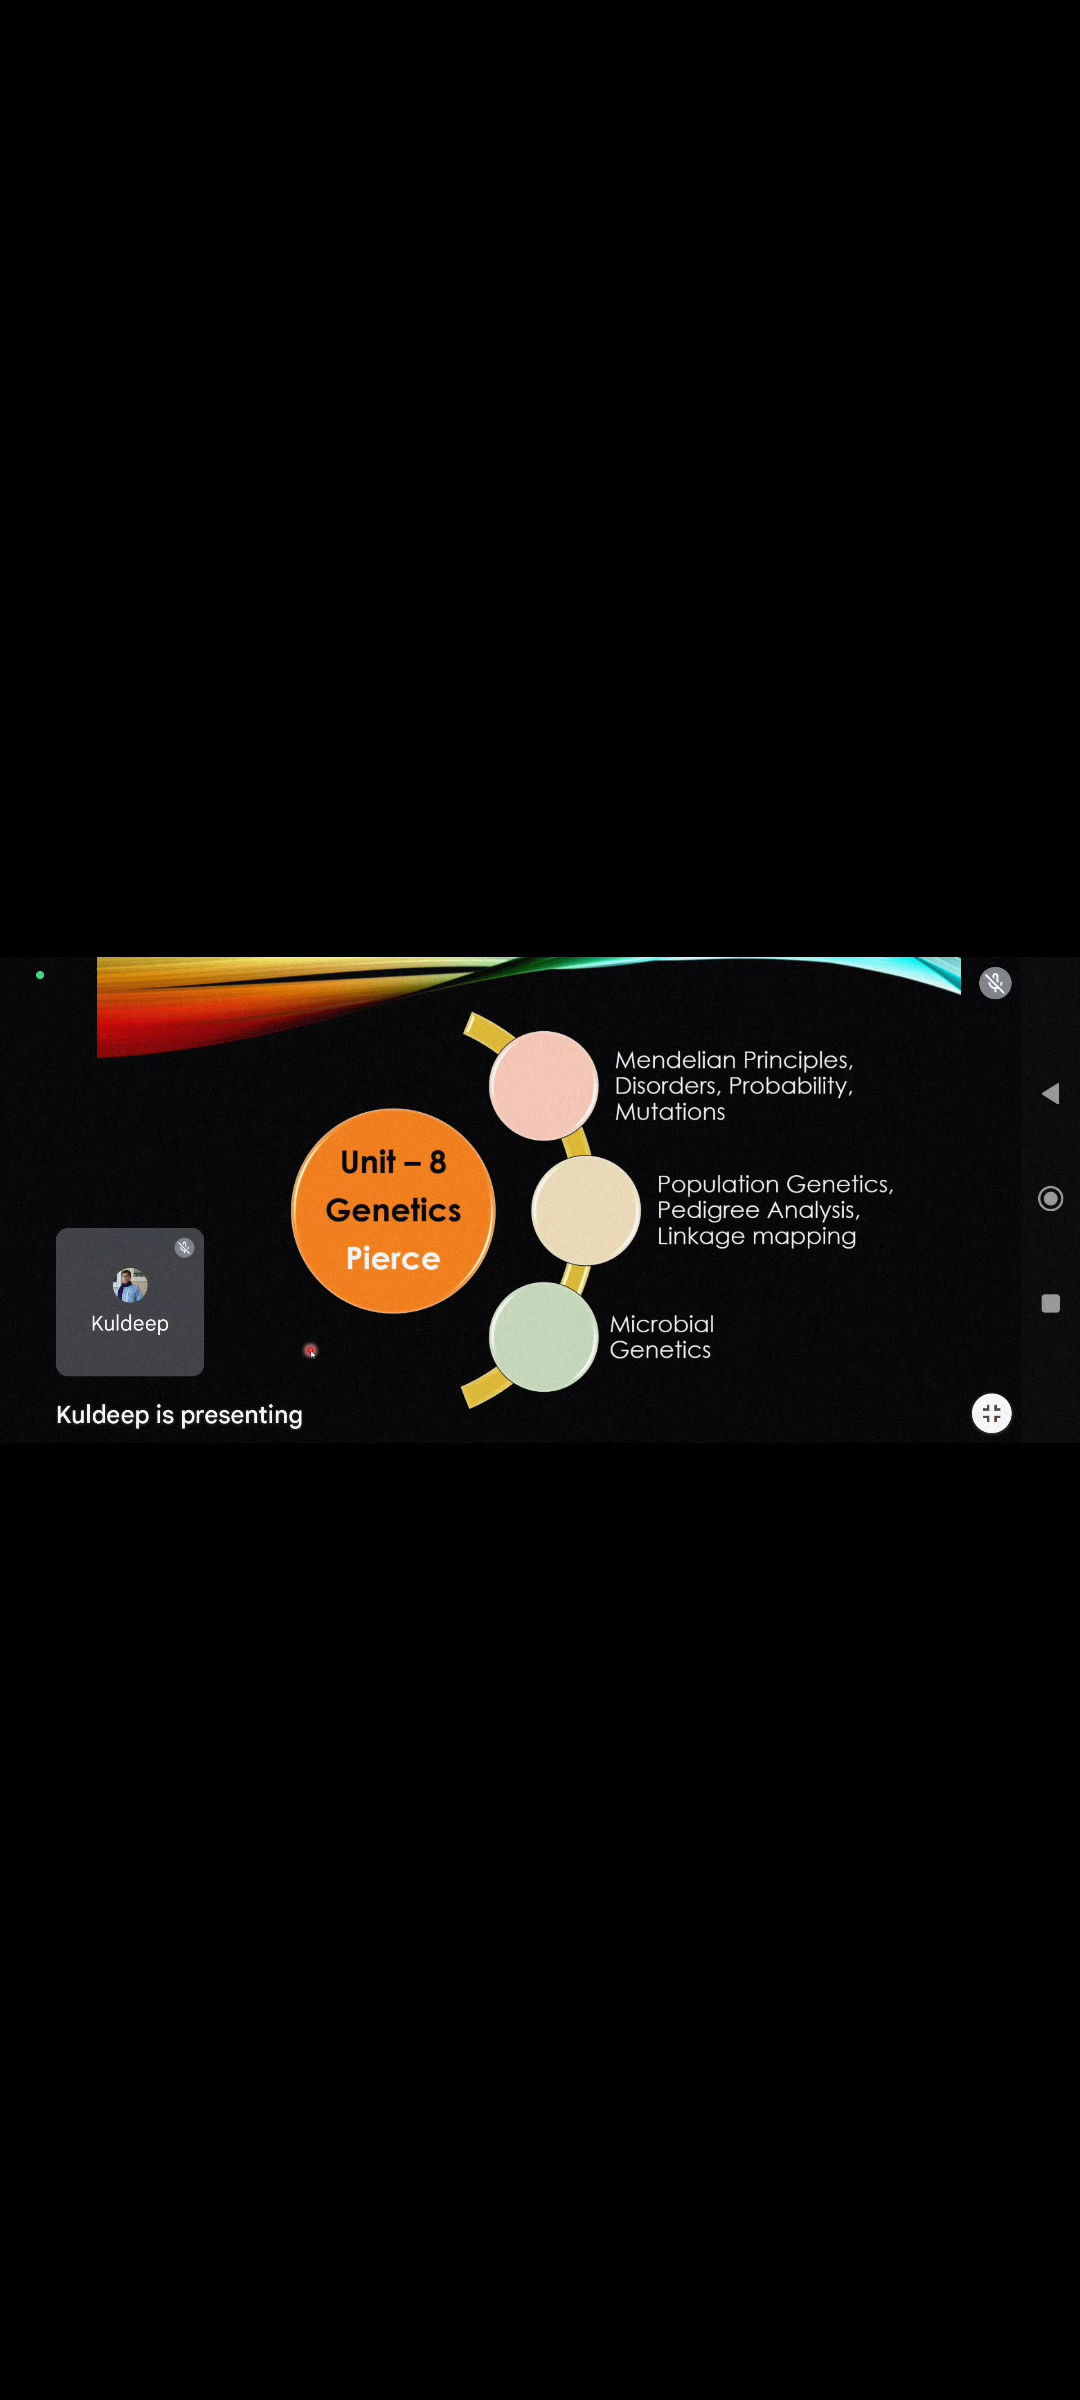 Mendelian Principles,
Disorders, Probability,
Mutations
Unit – 8
Genetics
Pierce
Population Genetics,
Pedigree Analysis,
Linkage mapping
Microbial
Genetics
Kuldeep
Kuldeep is presenting